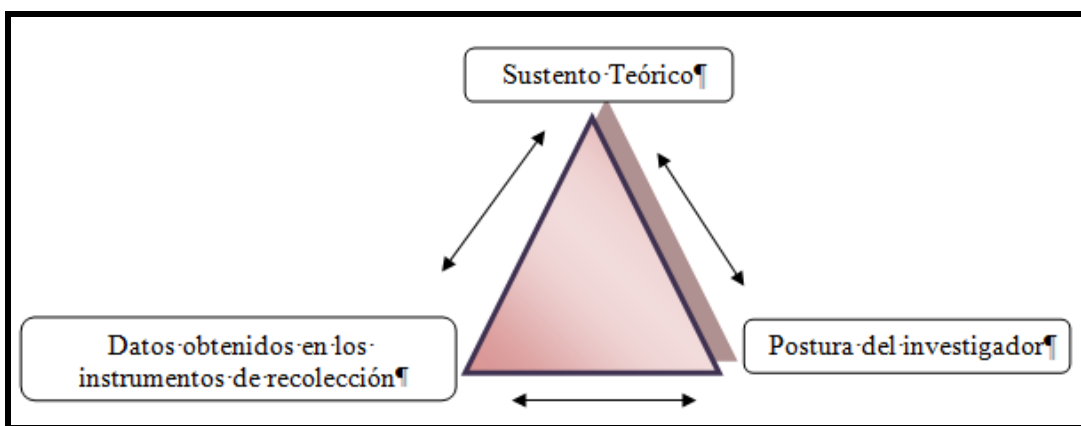 Sustento·Teórico¶
Datos·obtenidos·en·los·
instrumentos·de·recolección¶
Postura·del·investigador¶